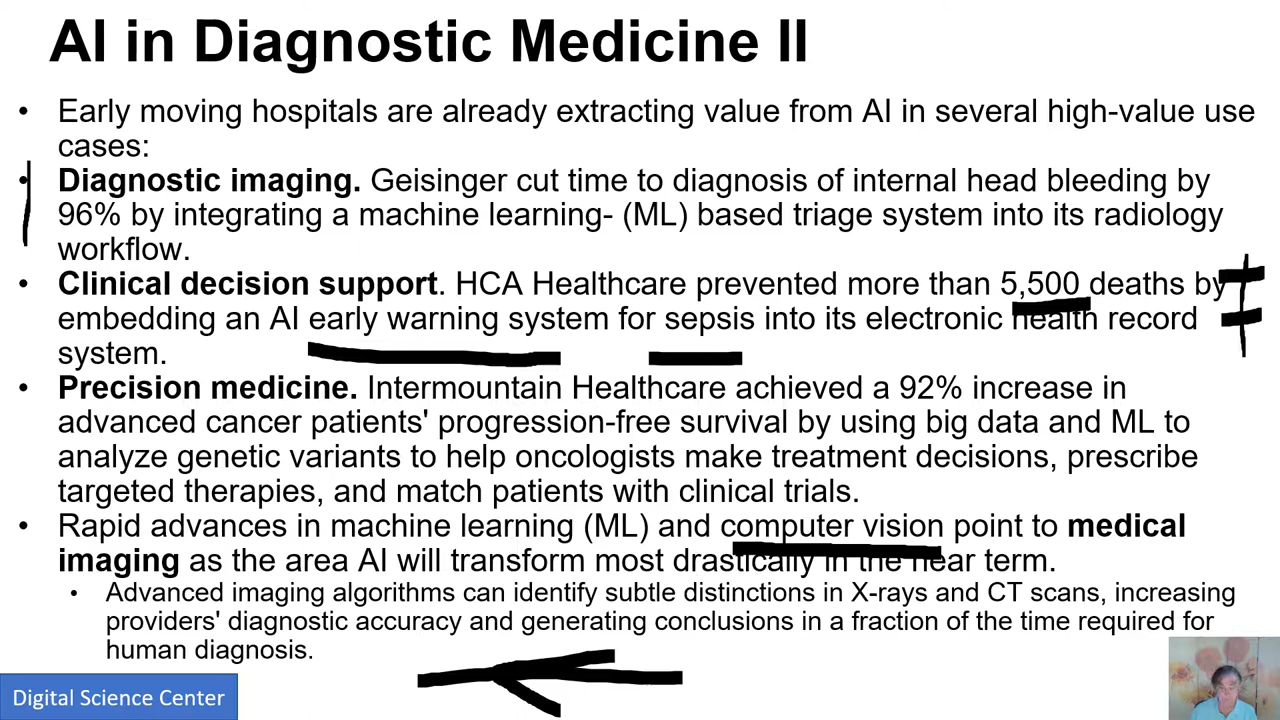 AI in Diagnostic Medicine II
• Early moving hospitals are already extracting value from AI in several high-value use
cases:
• Diagnostic imaging. Geisinger cut time to diagnosis of internal head bleeding by
96% by integrating a machine learning- (ML) based triage system into its radiology
workflow.
• Clinical decision support. HCA Healthcare prevented more than 5,500 deaths by
embedding an AI early warning system for sepsis into its electronic health record
system.
• Precision medicine. Intermountain Healthcare achieved a 92% increase in
advanced cancer patients' progression-free survival by using big data and ML to
analyze genetic variants to help oncologists make treatment decisions, prescribe
targeted therapies, and match patients with clinical trials.
• Rapid advances in machine learning (ML) and computer vision point to medical
imaging as the area AI will transform most drastically in the near term.
• Advanced imaging algorithms can identify subtle distinctions in X-rays and CT scans, increasing
providers' diagnostic accuracy and generating conclusions in a fraction of the time required for
human diagnosis.
Digital Science Center